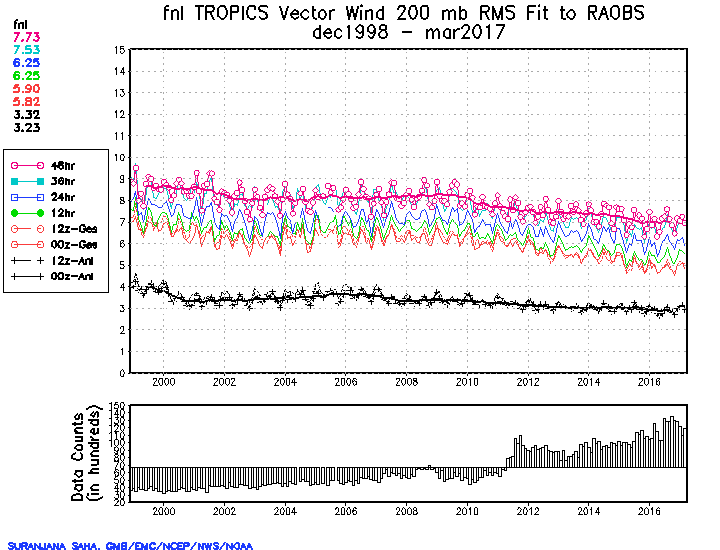 fnl TROPICS Vector Wind 200 mb RMS Fit to RAOBS
dec1998 - mar2017
fnl
7.73
7.53
6.25
6.25
5.90
5.82
3.32
3.23
48hr
36hr
24hr
12hr
12z-Ges
00z-Ges
12z-Anl
00z-Anl
15
14
13
12
11
10
9
8
7
6
5
4
3
2
1
0
2000 2002 2004 2006 2008 2010 2012 2014 2016
Data Counts
(in hundreds)
150
140
130
120
110
100
90
80
70
60
50
40
30
20
2000 2002 2004 2006 2008 2010 2012 2014 2016
SURANJANA SAHA, GMB/EMC/NCEP/NWS/NOAA